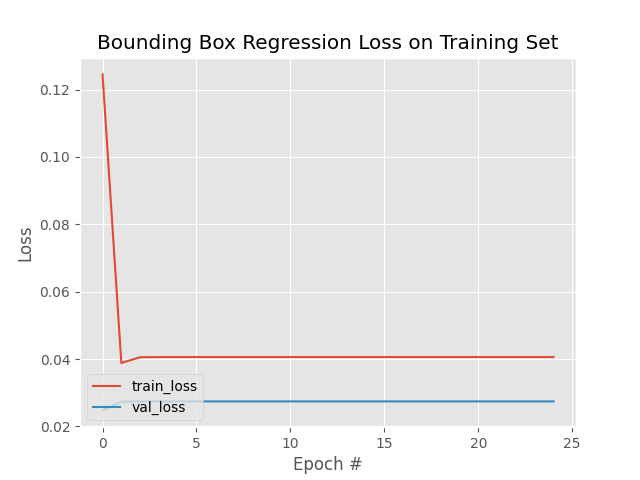 Bounding Box Regression Loss on Training Set
0.12
0.10
0.08
0.06
0.04
0.02
Loss
train_loss
val_loss
0 5 10 15 20 25
Epoch #